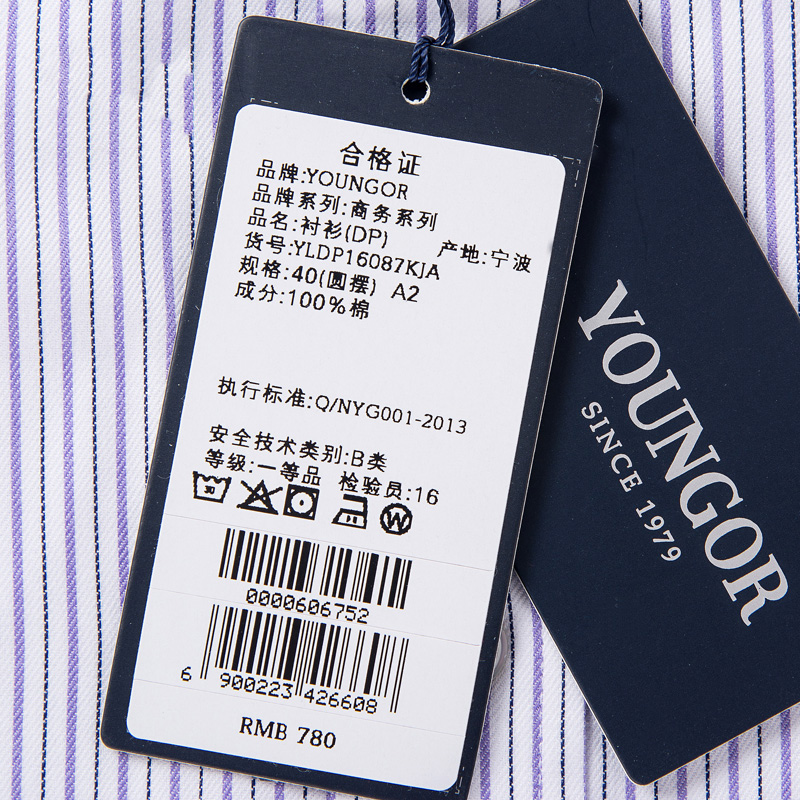 合格证
品牌:YOUNGOR
品牌系列:商务系列
品名:衬衫(DP) 产地:宁波
货号:YLDP16087KJA
规格:40(圆摆) A2
成分:100%棉
执行标准:Q/NYG001-2013
安全技术类别:B类
等级:一等品 检验员:16
30
W
0000606752
6 900223 426608
RMB 780
YOUNGOR
SINCE 1979